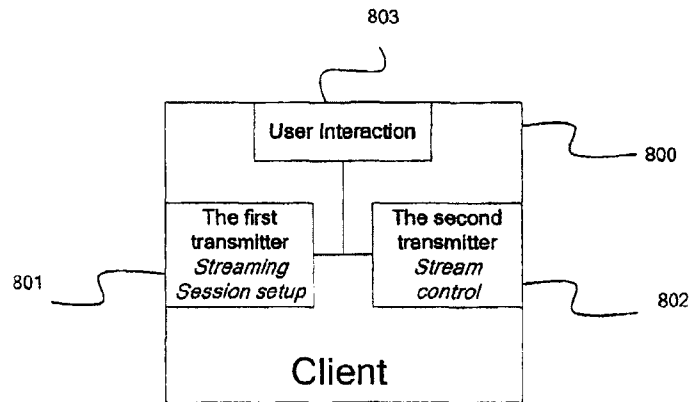 803
User Interaction
800
The first
transmitter
Streaming
Session setup
The second
transmitter
Stream
control
801
802
Client